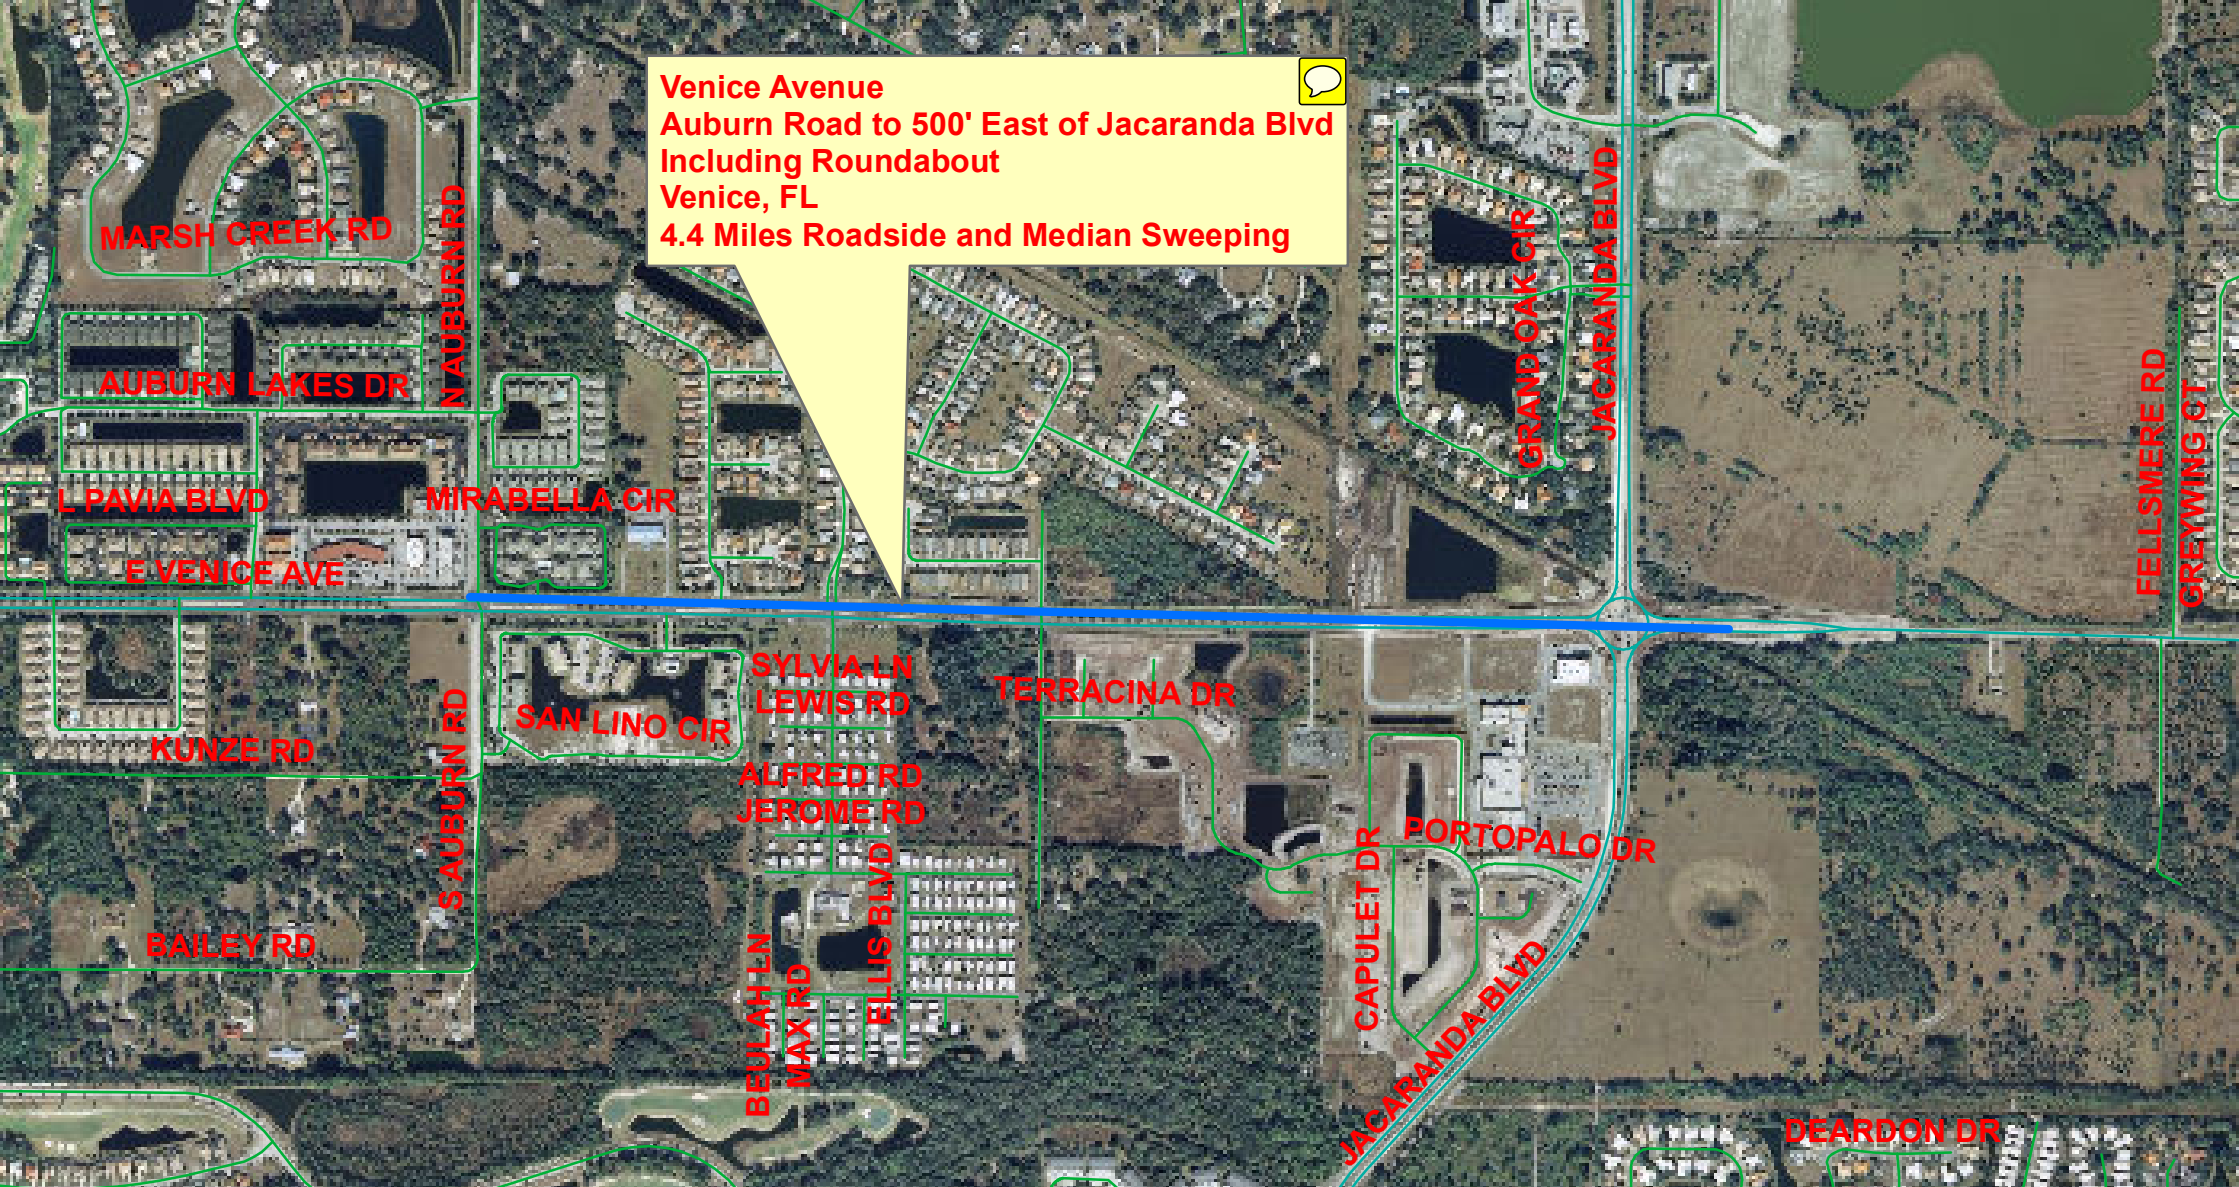 Venice Avenue
Auburn Road to 500' East of Jacaranda Blvd
Including Roundabout
Venice, FL
4.4 Miles Roadside and Median Sweeping
MARSH CREEK RD
N AUBURN RD
GRAND OAK CIR
JACARANDA BLVD
AUBURN LAKES DR
FELLSMERE RD
GREYWING CT
L PAVIA BLVD
MIRABELLA CIR
E VENICE AVE
SYLVIA LN
LEWIS RD
TERRACINA DR
SAN LINO CIR
KUNZE RD
S AUBURN RD
ALFRED RD
JEROME RD
PORTOPALO DR
CAPULET DR
ELLIS BLVD
BAILEY RD
BEULAH LN
MAX RD
JACARANDA BLVD
DEARDON DR